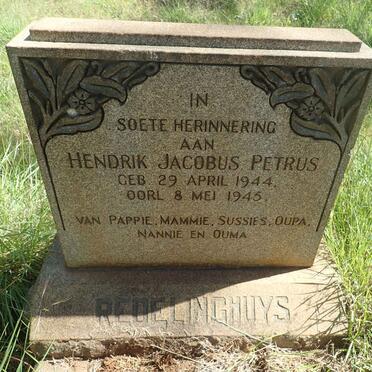 IN
SOETE HERINNERING
AAN
HENDRIK JACOBUS PETRUS
GEB 29 APRIL 1944.
OORL 8 MEI 1945.
VAN PAPPIE, MAMMIE, SUSSIES, OUPA,
NANNIE EN OUMA
REDELINGHUYS